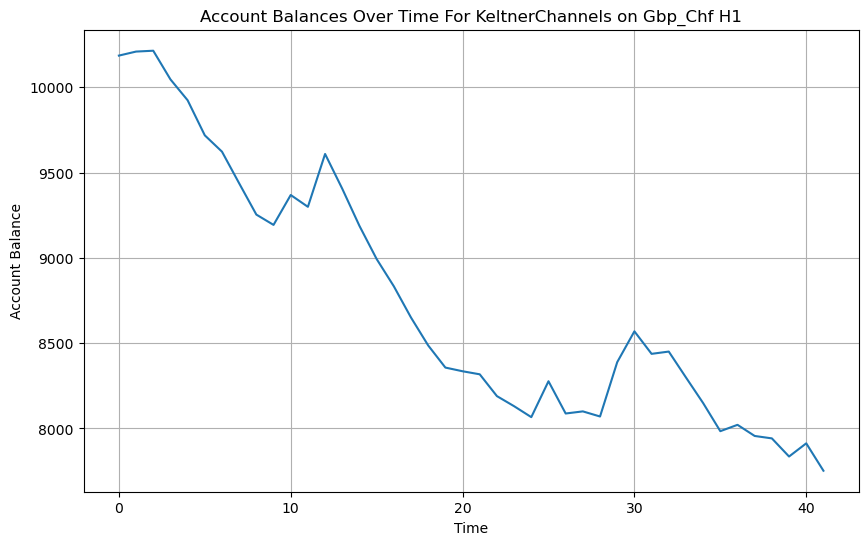 Account Balances Over Time For KeltnerChannels on Gbp_Chf H1
10000
9500
9000
8500
8000
Account Balance
0 10 20 30 40
Time